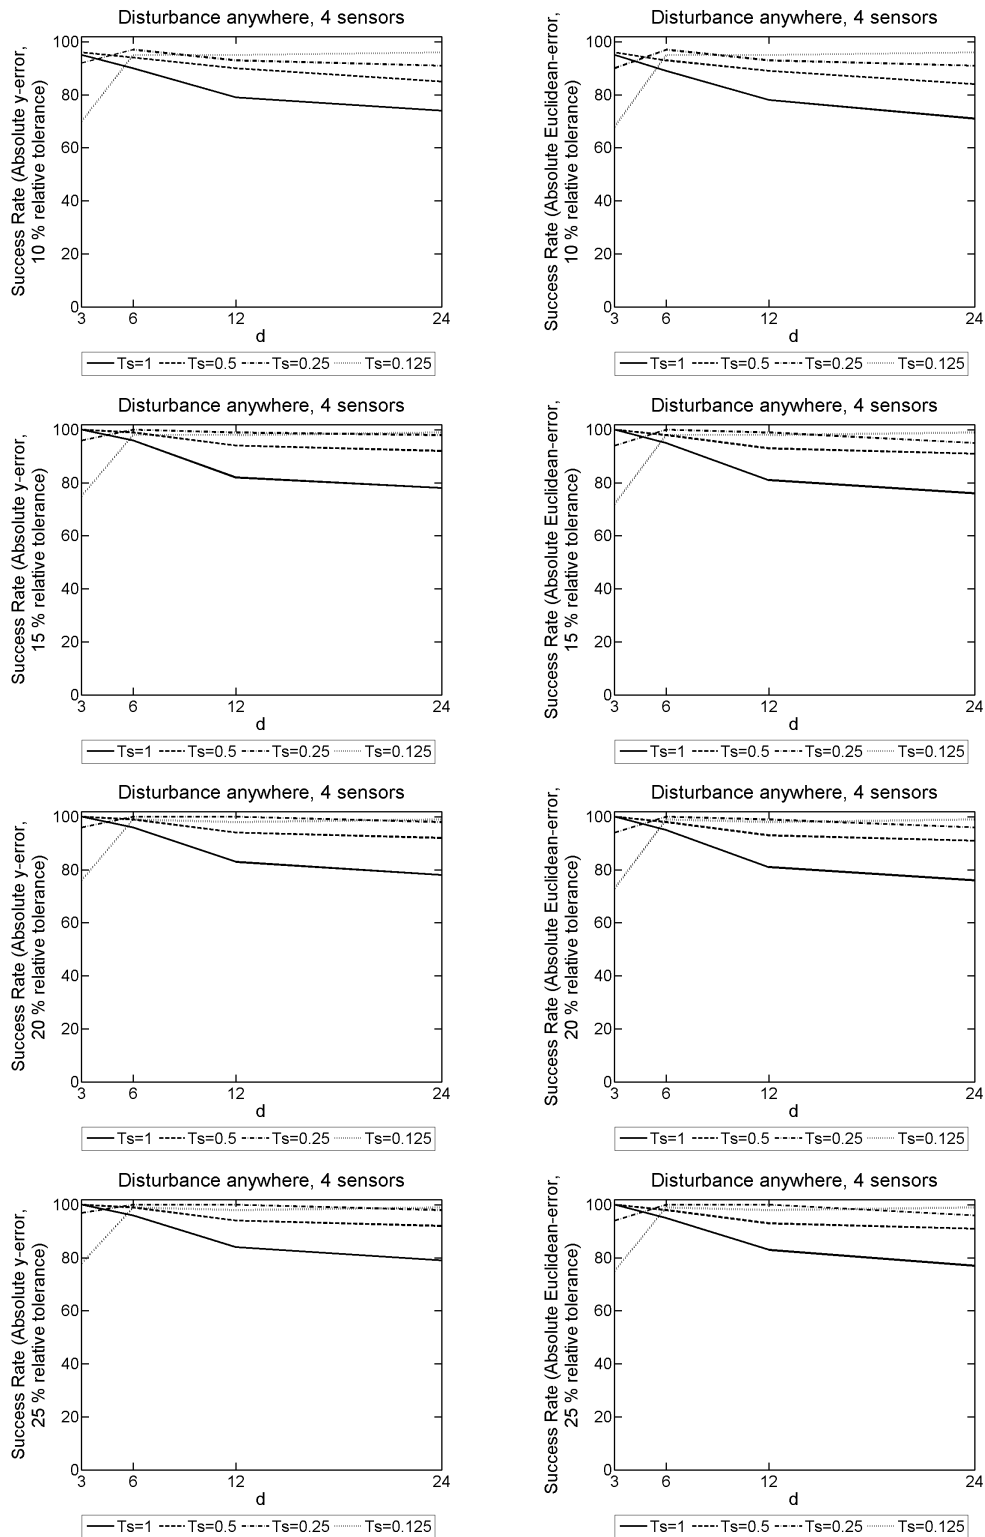 Disturbance anywhere, 4 sensors
Success Rate (Absolute y-error,
10 % relative tolerance)
100
80
60
40
20
0
3 6 12 24
d
Ts=1 Ts=0.5 Ts=0.25 Ts=0.125
Disturbance anywhere, 4 sensors
Success Rate (Absolute Euclidean-error,
10 % relative tolerance)
100
80
60
40
20
0
3 6 12 24
d
Ts=1 Ts=0.5 Ts=0.25 Ts=0.125
Disturbance anywhere, 4 sensors
Success Rate (Absolute y-error,
15 % relative tolerance)
100
80
60
40
20
0
3 6 12 24
d
Ts=1 Ts=0.5 Ts=0.25 Ts=0.125
Disturbance anywhere, 4 sensors
Success Rate (Absolute Euclidean-error,
15 % relative tolerance)
100
80
60
40
20
0
3 6 12 24
d
Ts=1 Ts=0.5 Ts=0.25 Ts=0.125
Disturbance anywhere, 4 sensors
Success Rate (Absolute y-error,
20 % relative tolerance)
100
80
60
40
20
0
3 6 12 24
d
Ts=1 Ts=0.5 Ts=0.25 Ts=0.125
Disturbance anywhere, 4 sensors
Success Rate (Absolute Euclidean-error,
20 % relative tolerance)
100
80
60
40
20
0
3 6 12 24
d
Ts=1 Ts=0.5 Ts=0.25 Ts=0.125
Disturbance anywhere, 4 sensors
Success Rate (Absolute y-error,
25 % relative tolerance)
100
80
60
40
20
0
3 6 12 24
d
Ts=1 Ts=0.5 Ts=0.25 Ts=0.125
Disturbance anywhere, 4 sensors
Success Rate (Absolute Euclidean-error,
25 % relative tolerance)
100
80
60
40
20
0
3 6 12 24
d
Ts=1 Ts=0.5 Ts=0.25 Ts=0.125